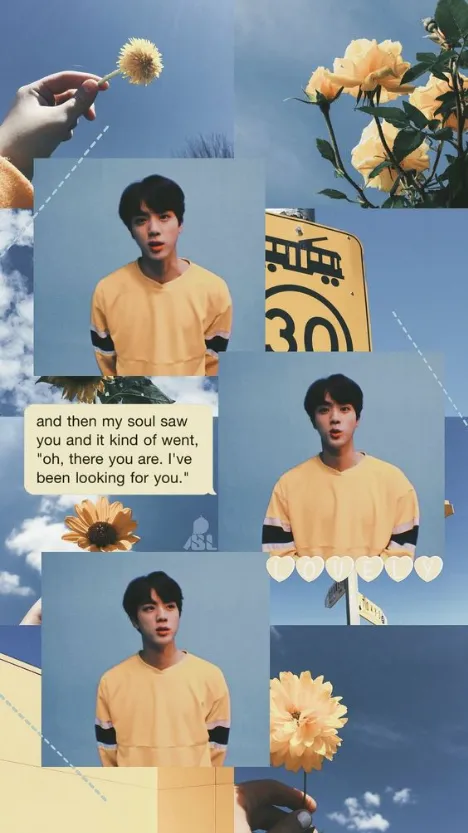 30
and then my soul saw
you and it kind of went,
"oh, there you are. I've
been looking for you."
LOVELY